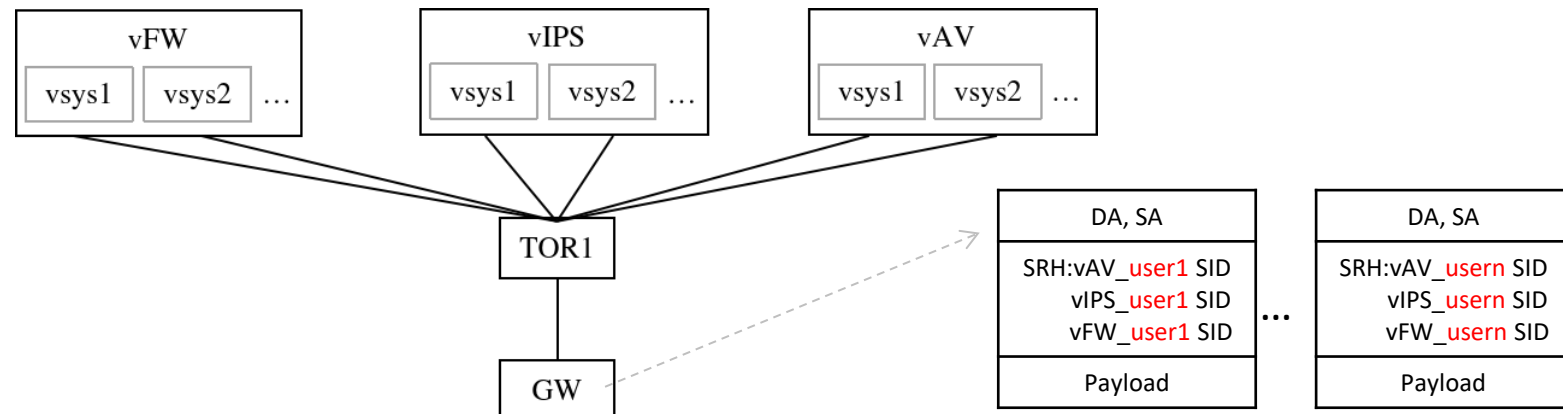 vFW
vsys1 vsys2 …
vIPS
vsys1 vsys2 …
vAV
vsys1 vsys2 …
TOR1
GW
DA, SA
SRH:vAV_user1 SID
vIPS_user1 SID
vFW_user1 SID
Payload
...
DA, SA
SRH:vAV_usern SID
vIPS_usern SID
vFW_usern SID
Payload